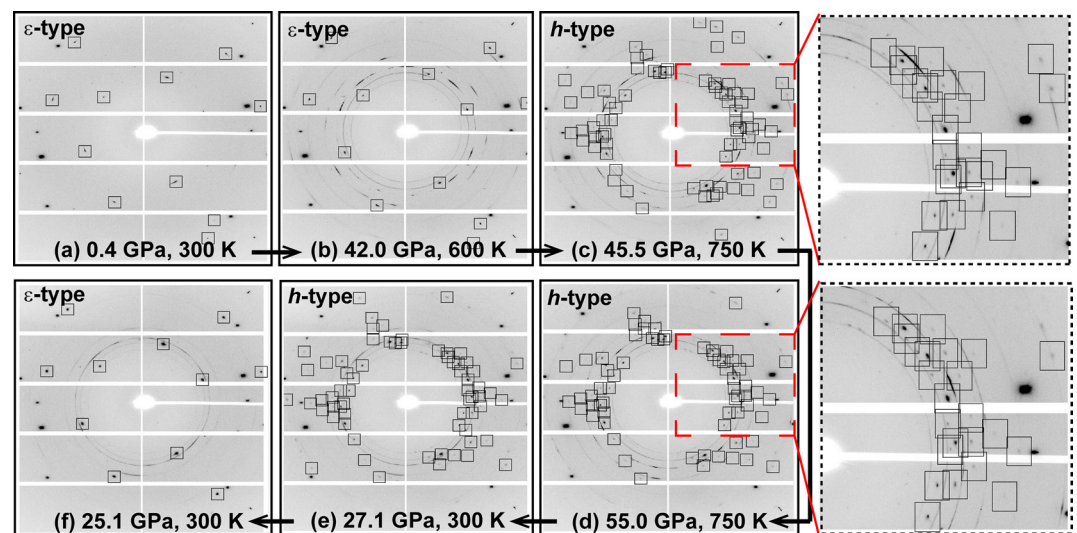 ε-type
ε-type
h-type
(a) 0.4 GPa, 300 K
(b) 42.0 GPa, 600 K
(c) 45.5 GPa, 750 K
ε-type
h-type
h-type
(f) 25.1 GPa, 300 K
(e) 27.1 GPa, 300 K
(d) 55.0 GPa, 750 K